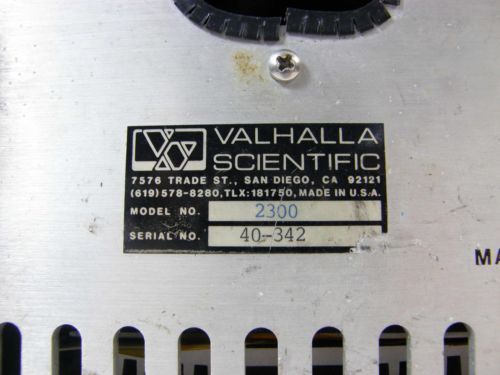 VALHALLA
SCIENTIFIC
7576 TRADE ST., SAN DIEGO, CA 92121
(619)578-8280,TLX:181750, MADE IN U.S.A.
MODEL NO. 2300
SERIAL NO. 40-342
MA